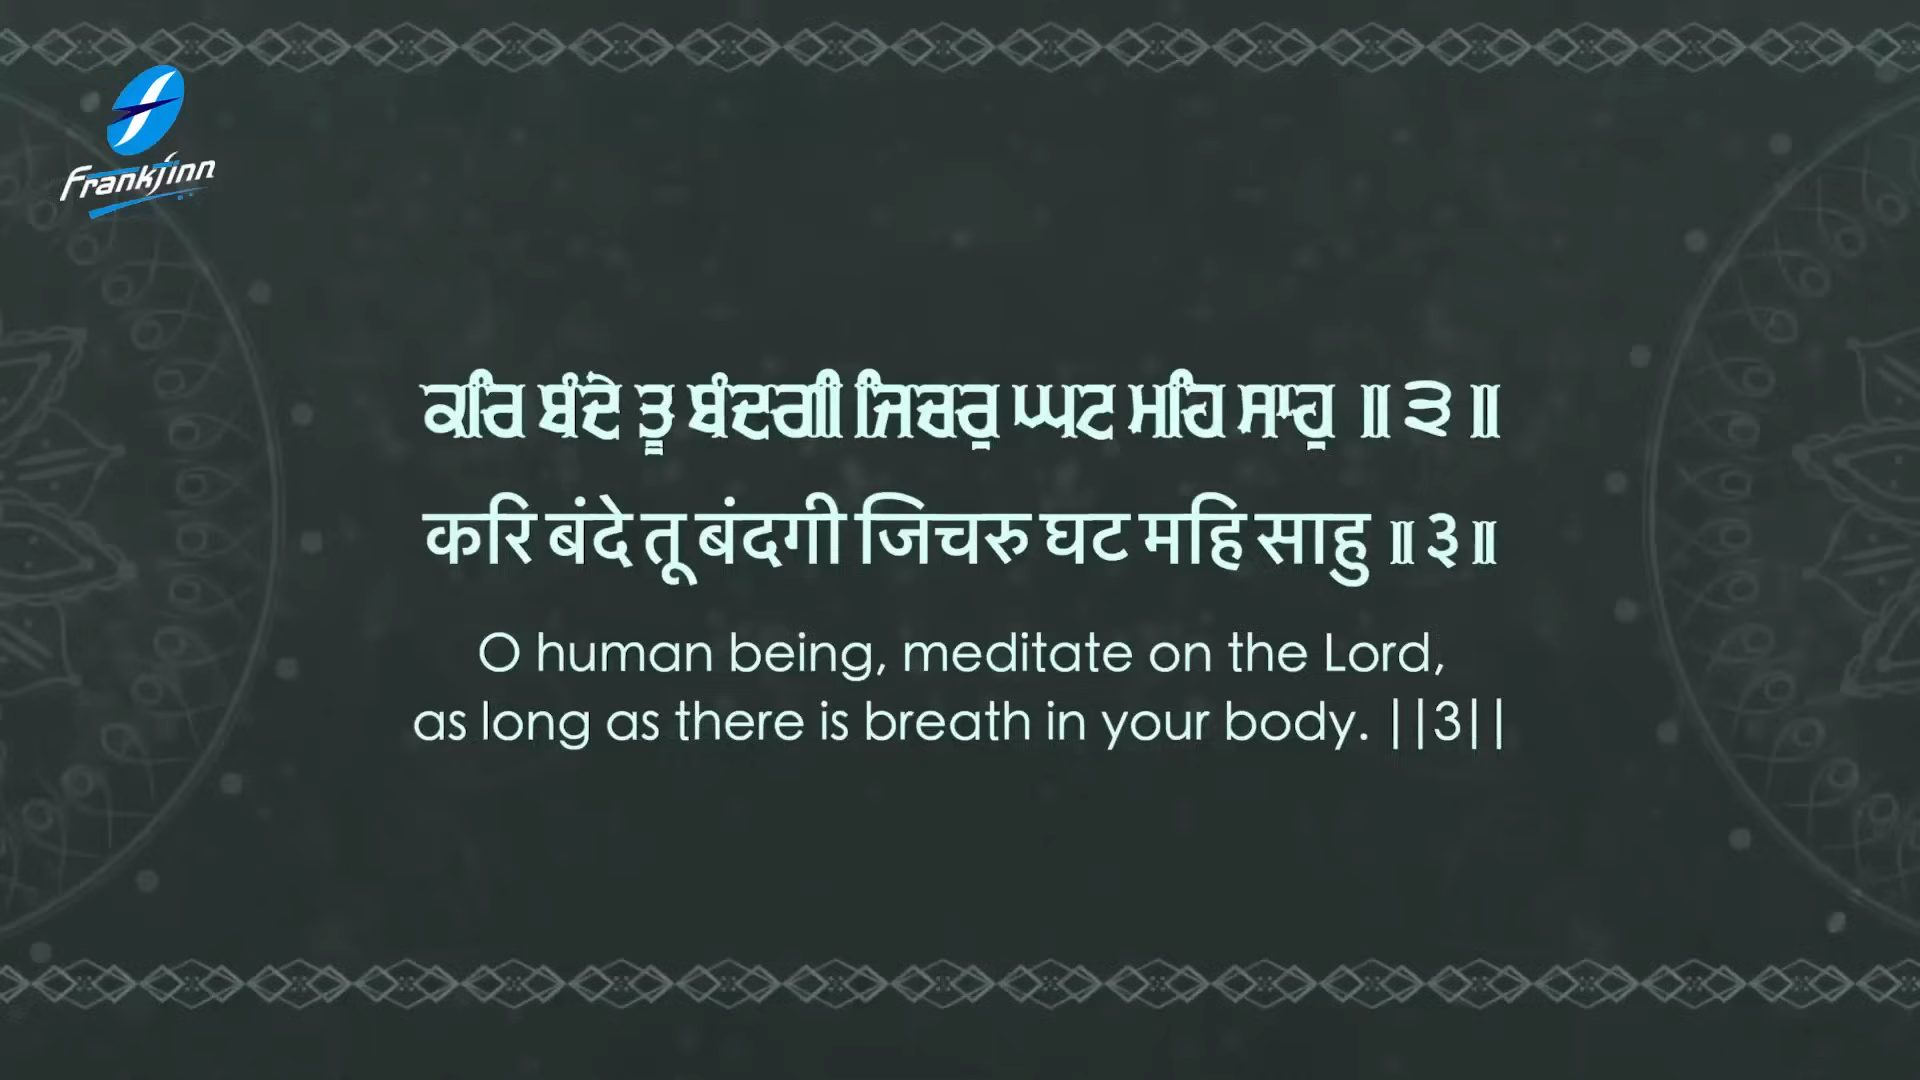 Frankfinn
ਕਰਿ ਬੰਦੇ ਤੂ ਬੰਦਗੀ ਜਿਚਰੁ ਘਟ ਮਹਿ ਸਾਹੁ ॥੩॥
करि बंदे तू बंदगी जिचरु घट महि साहु ॥३॥
O human being, meditate on the Lord,
as long as there is breath in your body. ||3||